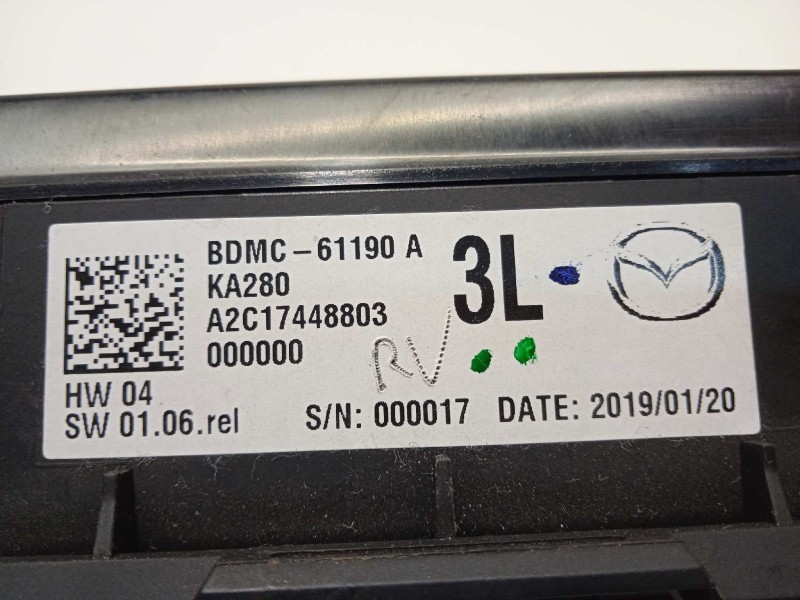 BDMC-61190 A
KA280
A2C17448803
000000
3L
RV
HW 04
SW 01.06.rel
S/N: 000017 DATE: 2019/01/20